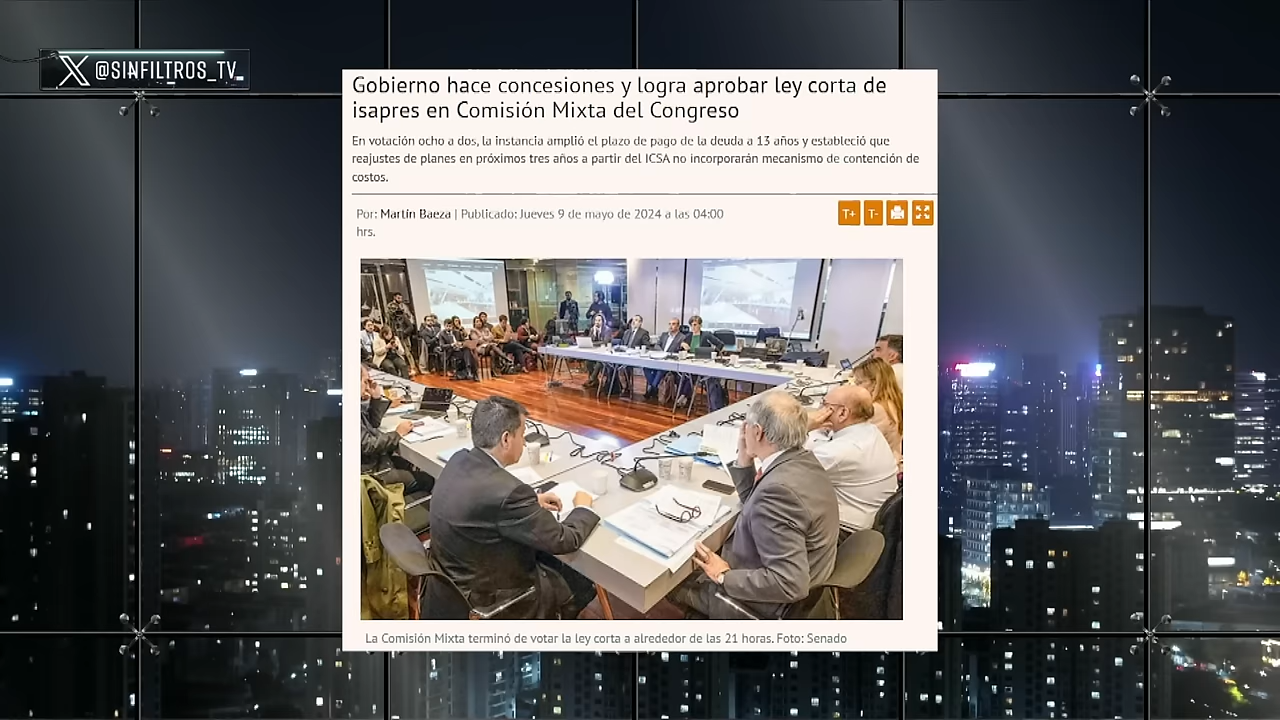 @SINFILTROS_TV_
Gobierno hace concesiones y logra aprobar ley corta de
isapres en Comisión Mixta del Congreso
En votación ocho a dos, la instancia amplió el plazo de pago de la deuda a 13 años y estableció que
reajustes de planes en próximos tres años a partir del ICSA no incorporarán mecanismo de contención de
costos.
Por: Martín Baeza | Publicado: Jueves 9 de mayo de 2024 a las 04:00
hrs.
T+ T-
La Comisión Mixta terminó de votar la ley corta a alrededor de las 21 horas. Foto: Senado